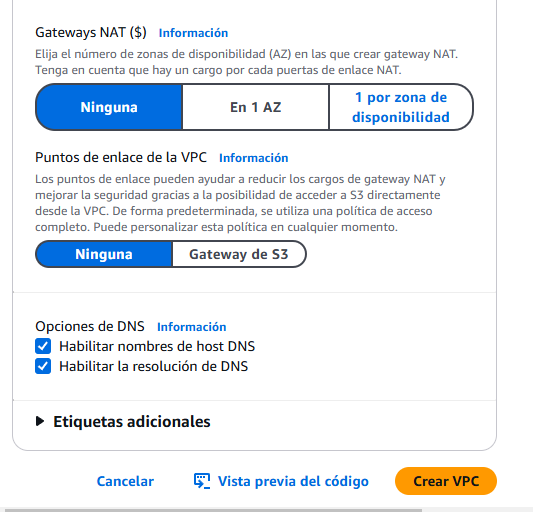 Gateways NAT ($) Información
Elija el número de zonas de disponibilidad (AZ) en las que crear gateway NAT.
Tenga en cuenta que hay un cargo por cada puertas de enlace NAT.
Ninguna
En 1 AZ
1 por zona de
disponibilidad
Puntos de enlace de la VPC Información
Los puntos de enlace pueden ayudar a reducir los cargos de gateway NAT y
mejorar la seguridad gracias a la posibilidad de acceder a S3 directamente
desde la VPC. De forma predeterminada, se utiliza una política de acceso
completo. Puede personalizar esta política en cualquier momento.
Ninguna
Gateway de S3
Opciones de DNS Información
Habilitar nombres de host DNS
Habilitar la resolución de DNS
Etiquetas adicionales
Cancelar
Vista previa del código
Crear VPC